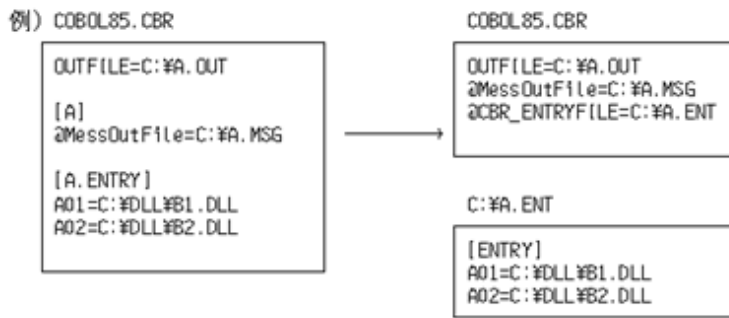 例) COBOL85.CBR
OUTFILE=C:¥A.OUT
[A]
@MessOutFile=C:¥A.MSG
[A.ENTRY]
A01=C:¥DLL¥B1.DLL
A02=C:¥DLL¥B2.DLL
COBOL85.CBR
OUTFILE=C:¥A.OUT
@MessOutFile=C:¥A.MSG
@CBR_ENTRYFILE=C:¥A.ENT
C:¥A.ENT
[ENTRY]
A01=C:¥DLL¥B1.DLL
A02=C:¥DLL¥B2.DLL